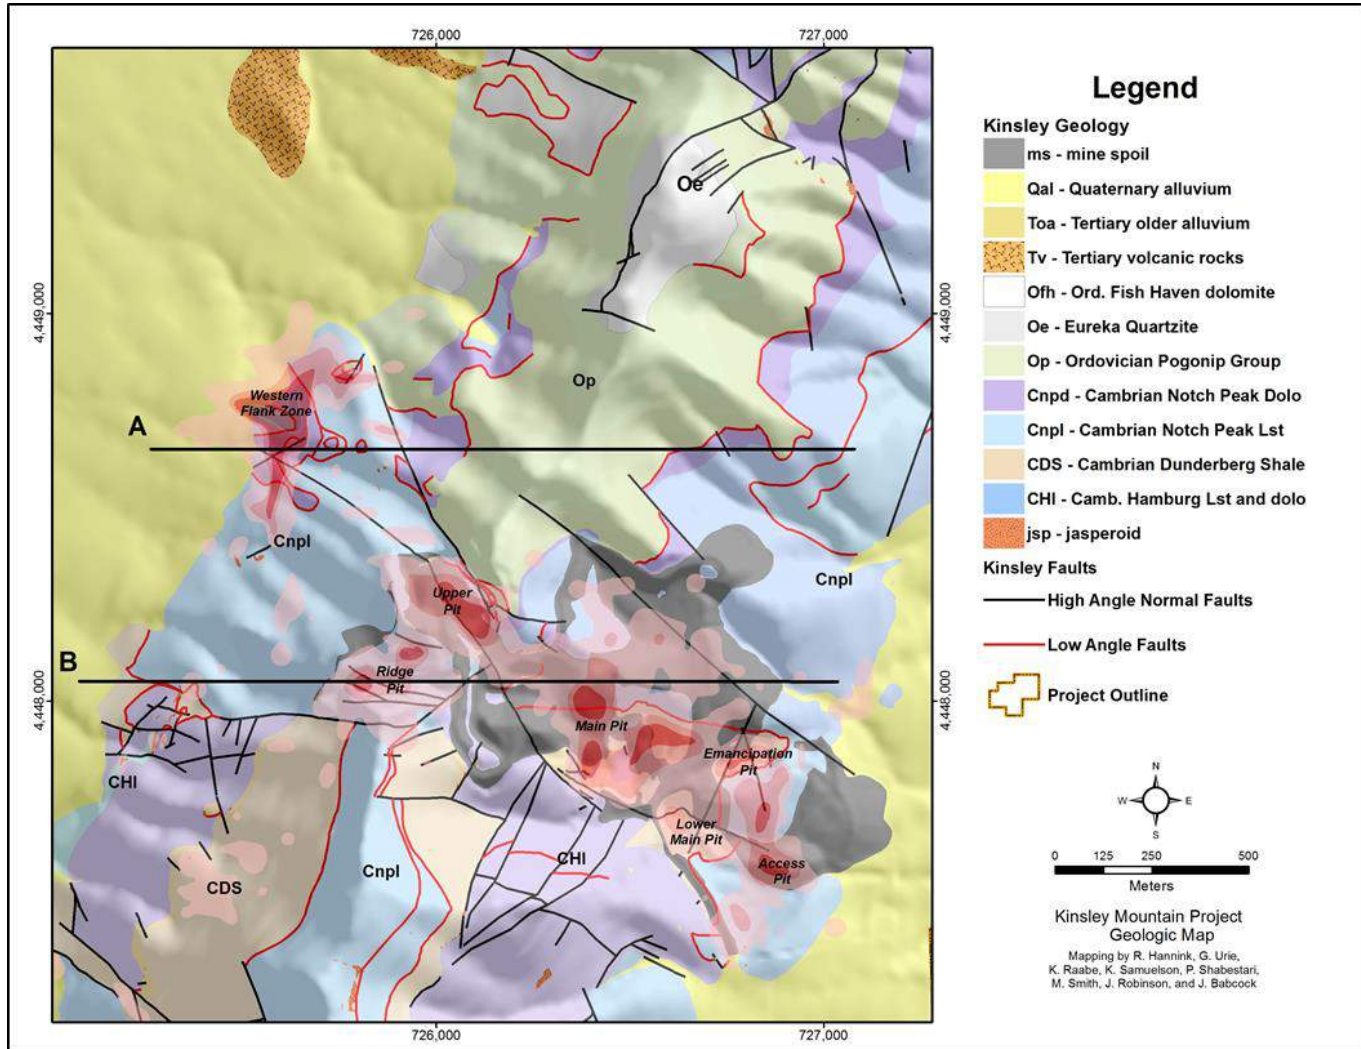 726,000
727,000
4,449,000
4,449,000
4,448,000
4,448,000
726,000
727,000
Oe
Op
Western
Flank Zone
A
Cnpl
Cnpl
Upper
Pit
B
Ridge
Pit
Main Pit
Emancipation
Pit
CHl
Lower
Main Pit
CHl
Cnpl
Access
Pit
CDS
Legend
Kinsley Geology
ms - mine spoil
Qal - Quaternary alluvium
Toa - Tertiary older alluvium
Tv - Tertiary volcanic rocks
Ofh - Ord. Fish Haven dolomite
Oe - Eureka Quartzite
Op - Ordovician Pogonip Group
Cnpd - Cambrian Notch Peak Dolo
Cnpl - Cambrian Notch Peak Lst
CDS - Cambrian Dunderberg Shale
CHl - Camb. Hamburg Lst and dolo
jsp - jasperoid
Kinsley Faults
High Angle Normal Faults
Low Angle Faults
Project Outline
N
W E
S
0 125 250 500
Meters
Kinsley Mountain Project
Geologic Map
Mapping by R. Hannink, G. Urie,
K. Raabe, K. Samuelson, P. Shabestari,
M. Smith, J. Robinson, and J. Babcock